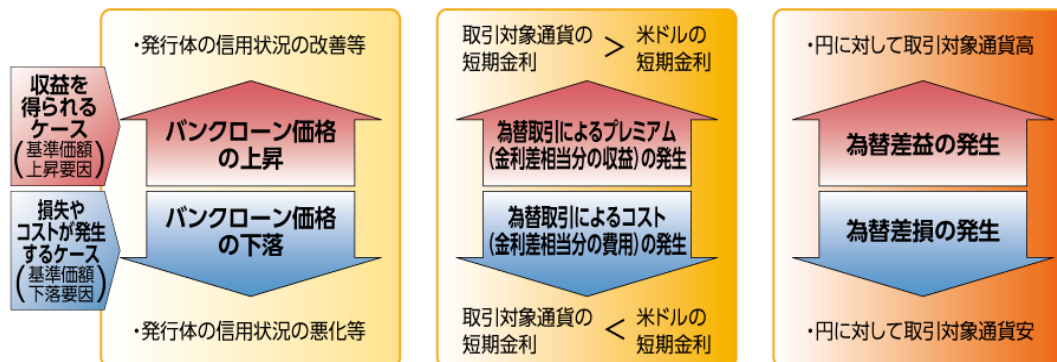 ・発行体の信用状況の改善等
収益を
得られる
ケース
(基準価額
上昇要因)
バンクローン価格
の上昇
損失や
コストが発生
するケース
(基準価額
下落要因)
バンクローン価格
の下落
・発行体の信用状況の悪化等
取引対象通貨の 米ドルの
短期金利 > 短期金利
為替取引によるプレミアム
(金利差相当分の収益)の発生
為替取引によるコスト
(金利差相当分の費用)の発生
取引対象通貨の 米ドルの
短期金利 < 短期金利
・円に対して取引対象通貨高
為替差益の発生
為替差損の発生
・円に対して取引対象通貨安